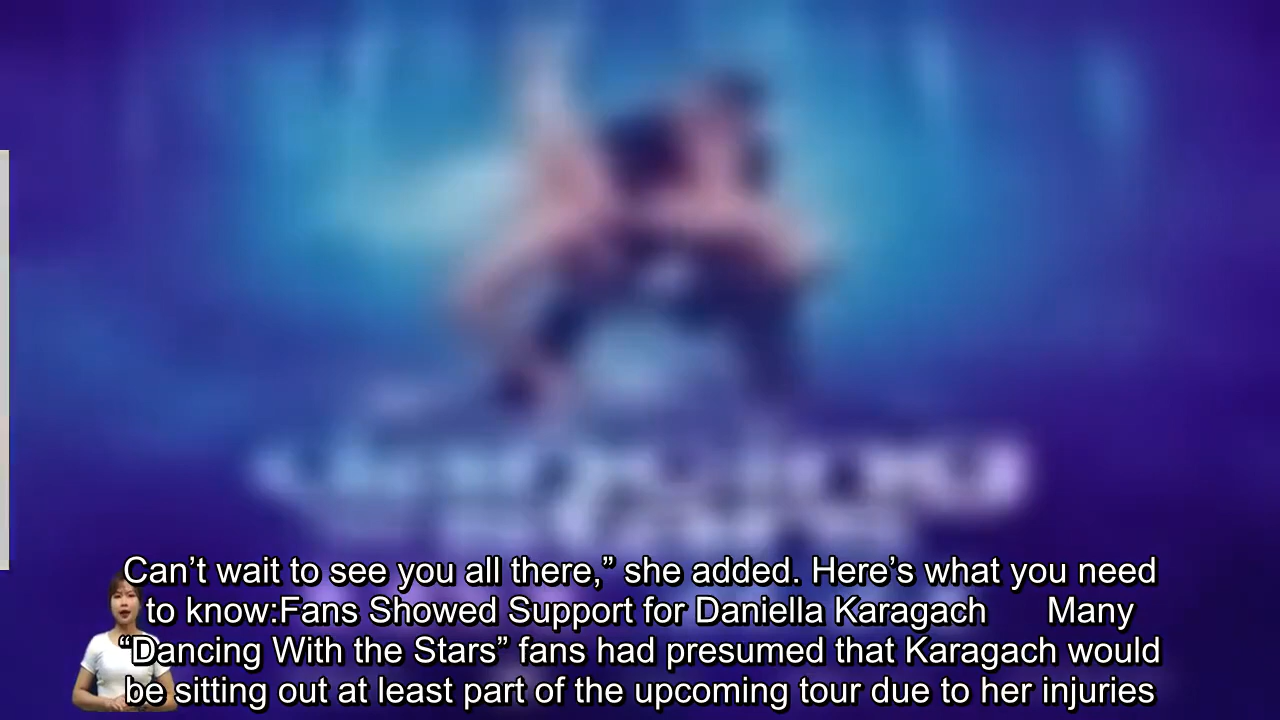 Can’t wait to see you all there,” she added. Here’s what you need
to know:Fans Showed Support for Daniella Karagach Many
“Dancing With the Stars” fans had presumed that Karagach would
be sitting out at least part of the upcoming tour due to her injuries